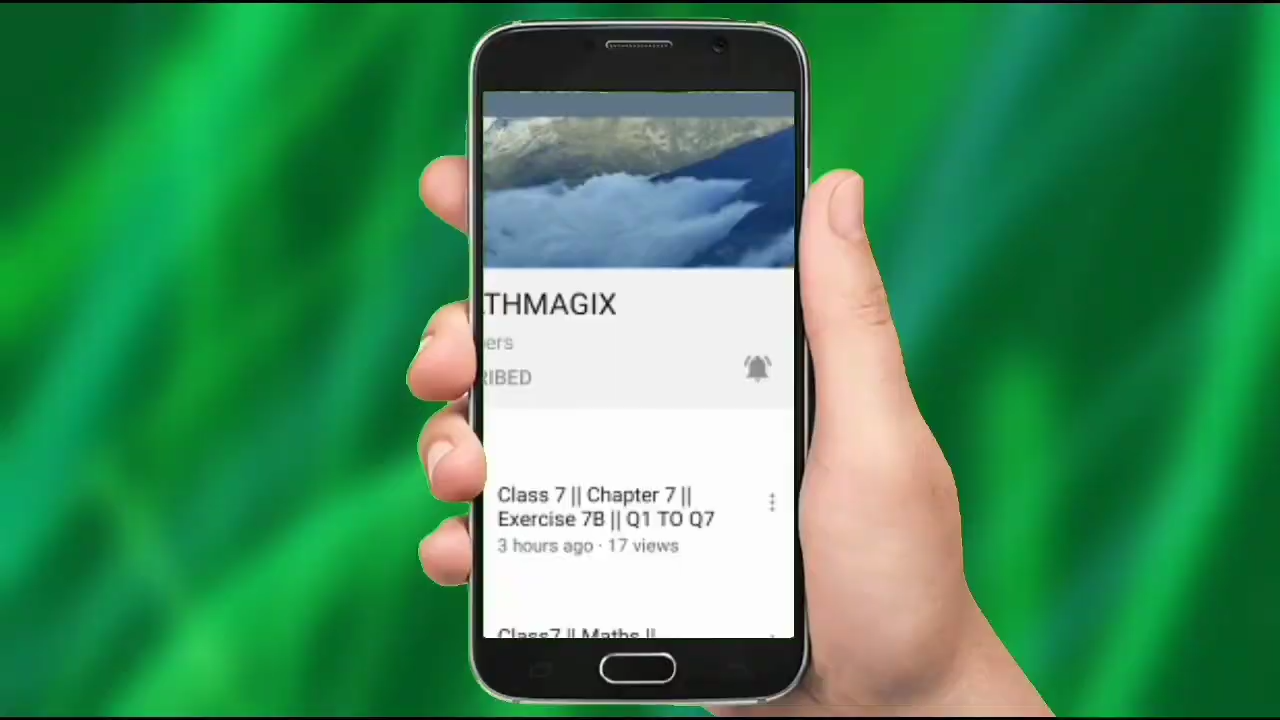 THMAGIX
ers
RIBED
Class 7 || Chapter 7 ||
Exercise 7B || Q1 TO Q7
3 hours ago · 17 views
Class7 || Maths ||